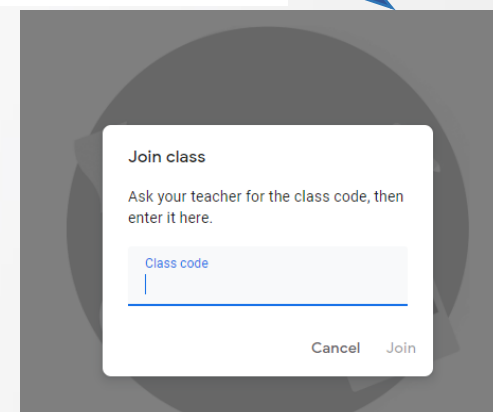 Join class
Ask your teacher for the class code, then
enter it here.
Class code
Cancel Join